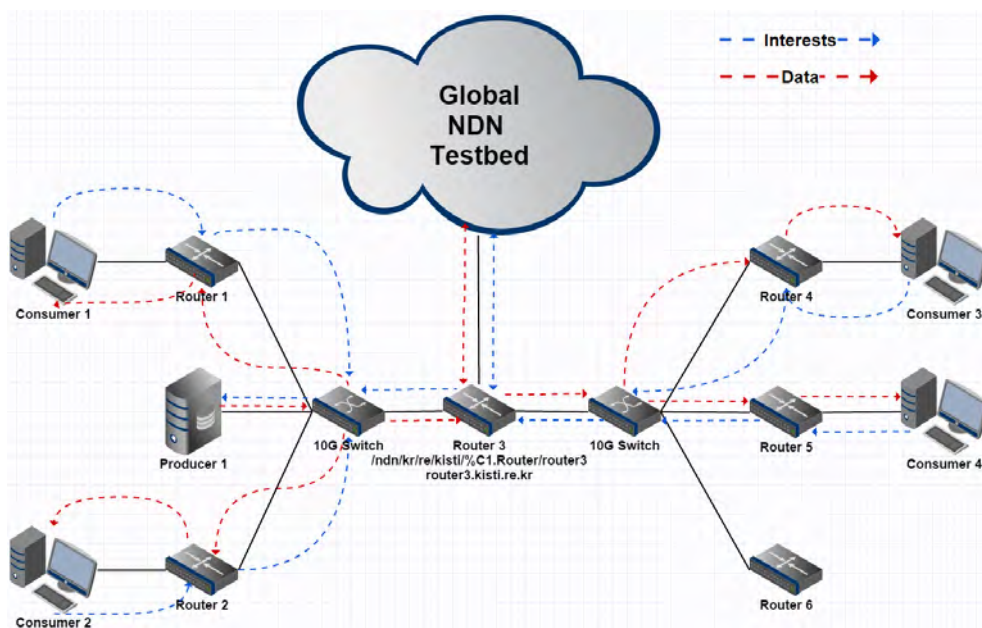 Interests
Data
Global
NDN
Testbed
Consumer 1
Router 1
Router 4
Consumer 3
Producer 1
10G Switch
Router 3
/ndn/kr/re/kisti/%C1.Router/router3
router3.kisti.re.kr
10G Switch
Router 5
Consumer 4
Consumer 2
Router 2
Router 6